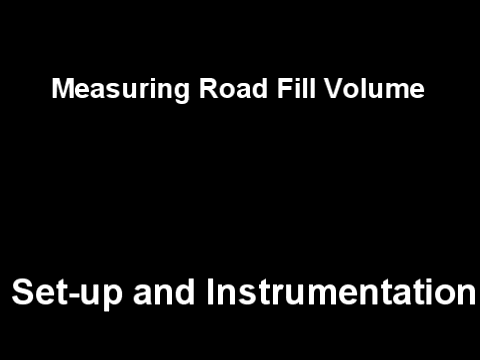 Measuring Road Fill Volume
Set-up and Instrumentation